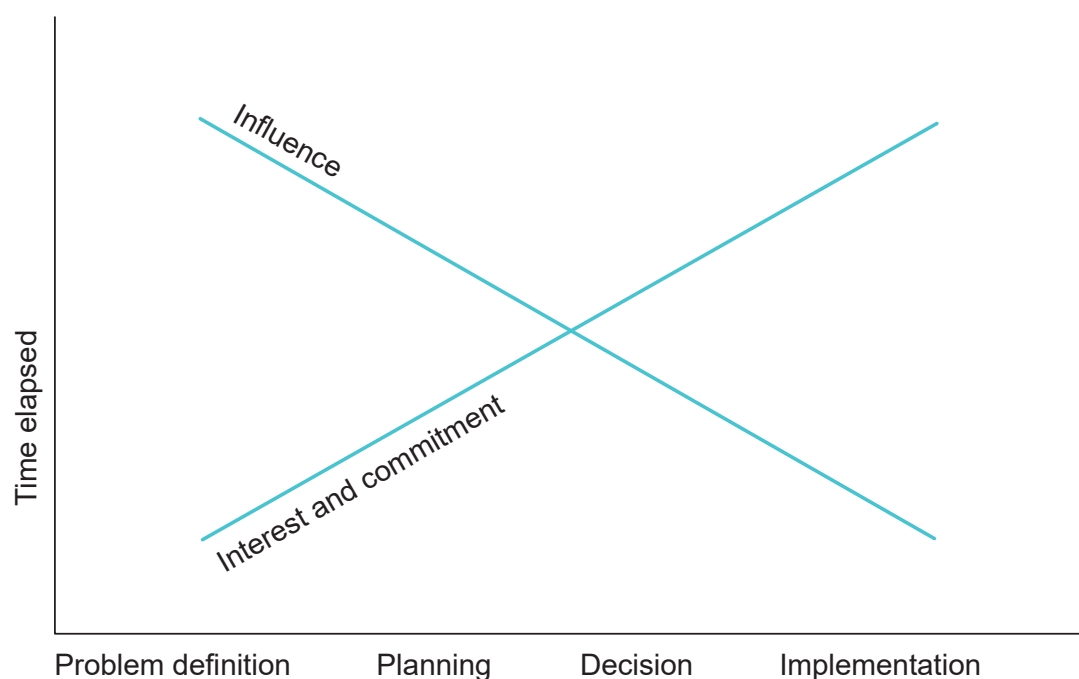 Influence
Interest and commitment
Time elapsed
Problem definition Planning Decision Implementation